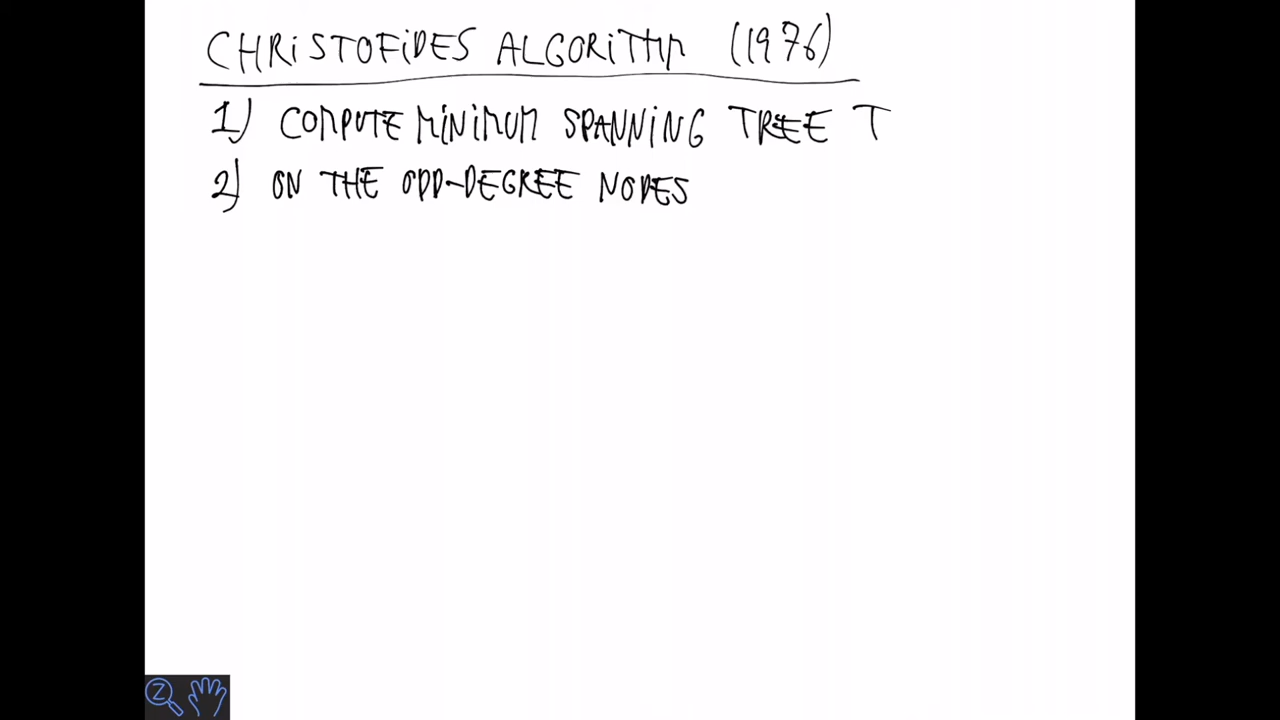 CHRISTOFIDES ALGORITHM (1976)
1) COMPUTE MINIMUM SPANNING TREE T
2) ON THE ODD-DEGREE NODES
Z